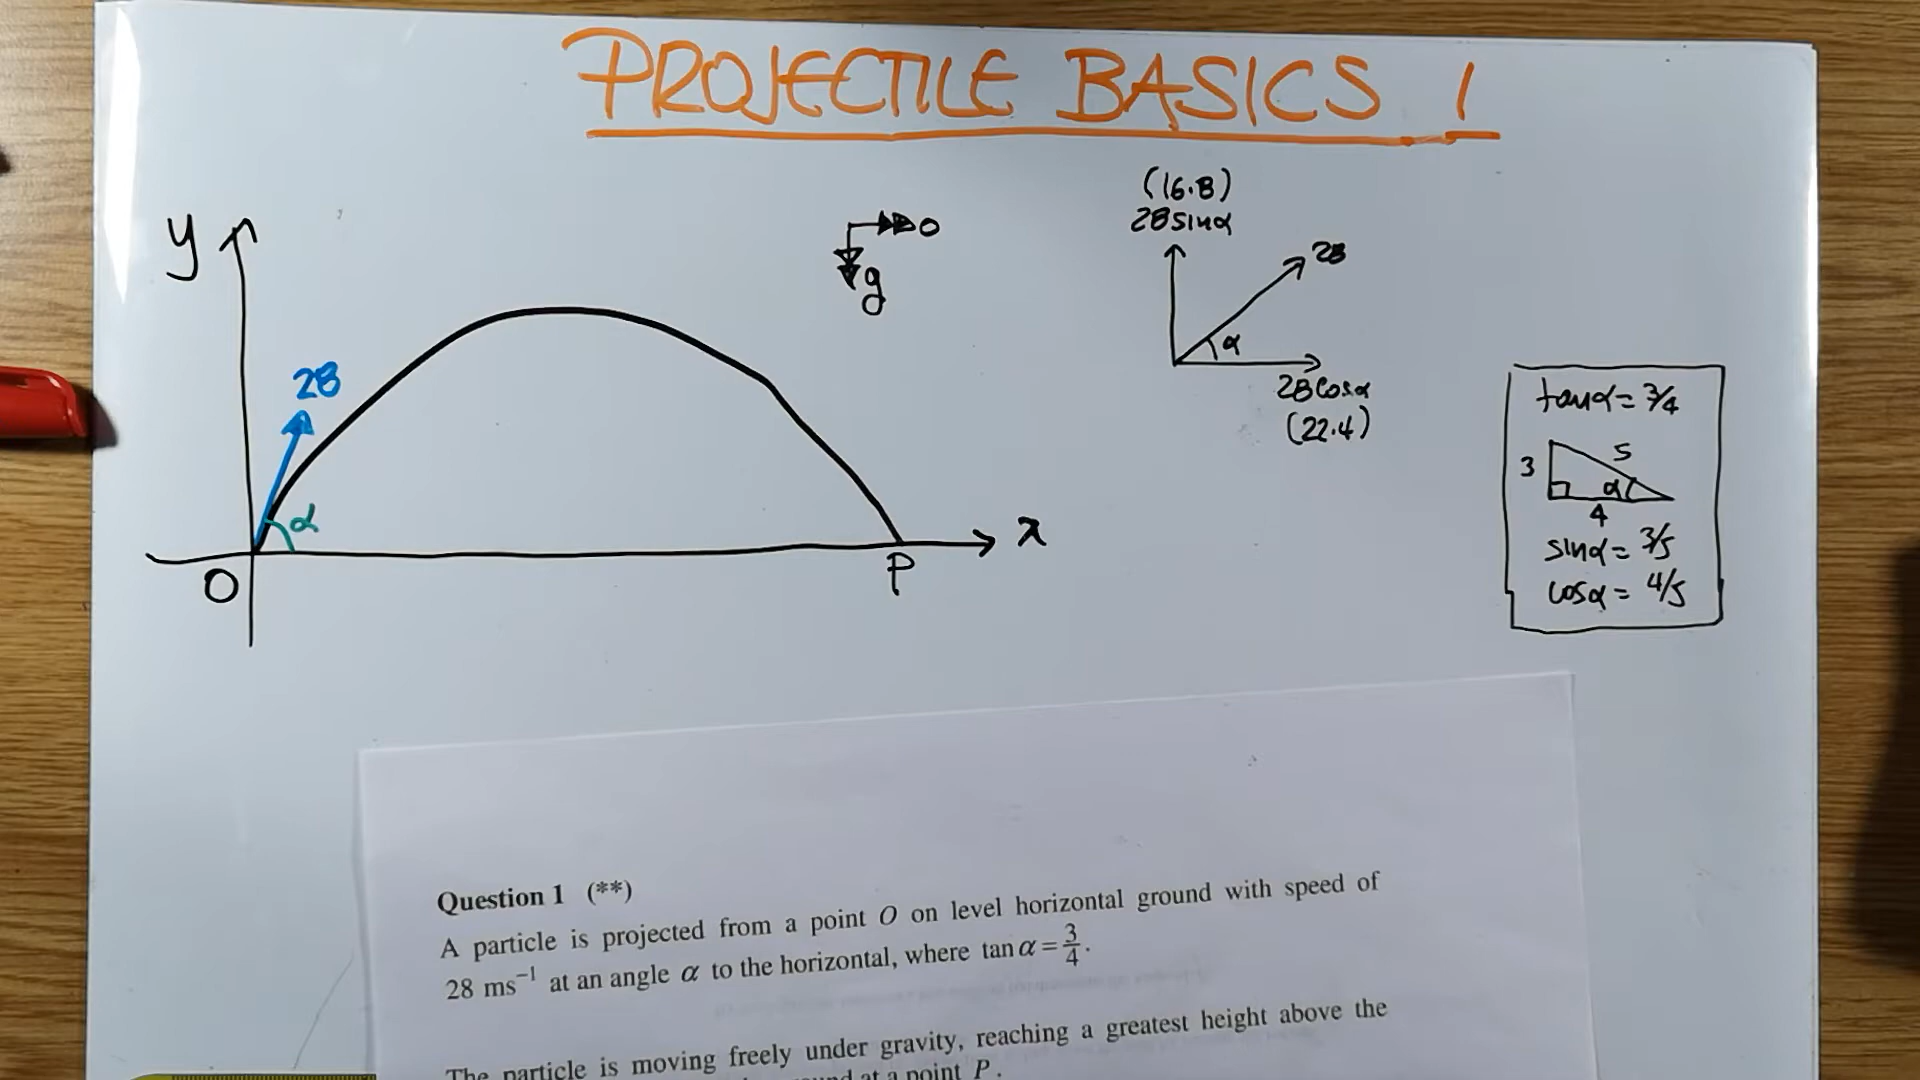 PROJECTILE BASICS 1
y
28
α
O
P
x
0
g
(16.8)
28sinα
28
α
28cosα
(22.4)
tanα = 3/4
3
5
α
4
sinα = 3/5
cosα = 4/5
Question 1 (**)
A particle is projected from a point O on level horizontal ground with speed of
28 ms⁻¹ at an angle α to the horizontal, where tan α = 3/4.
The particle is moving freely under gravity, reaching a greatest height above the
at a point P.